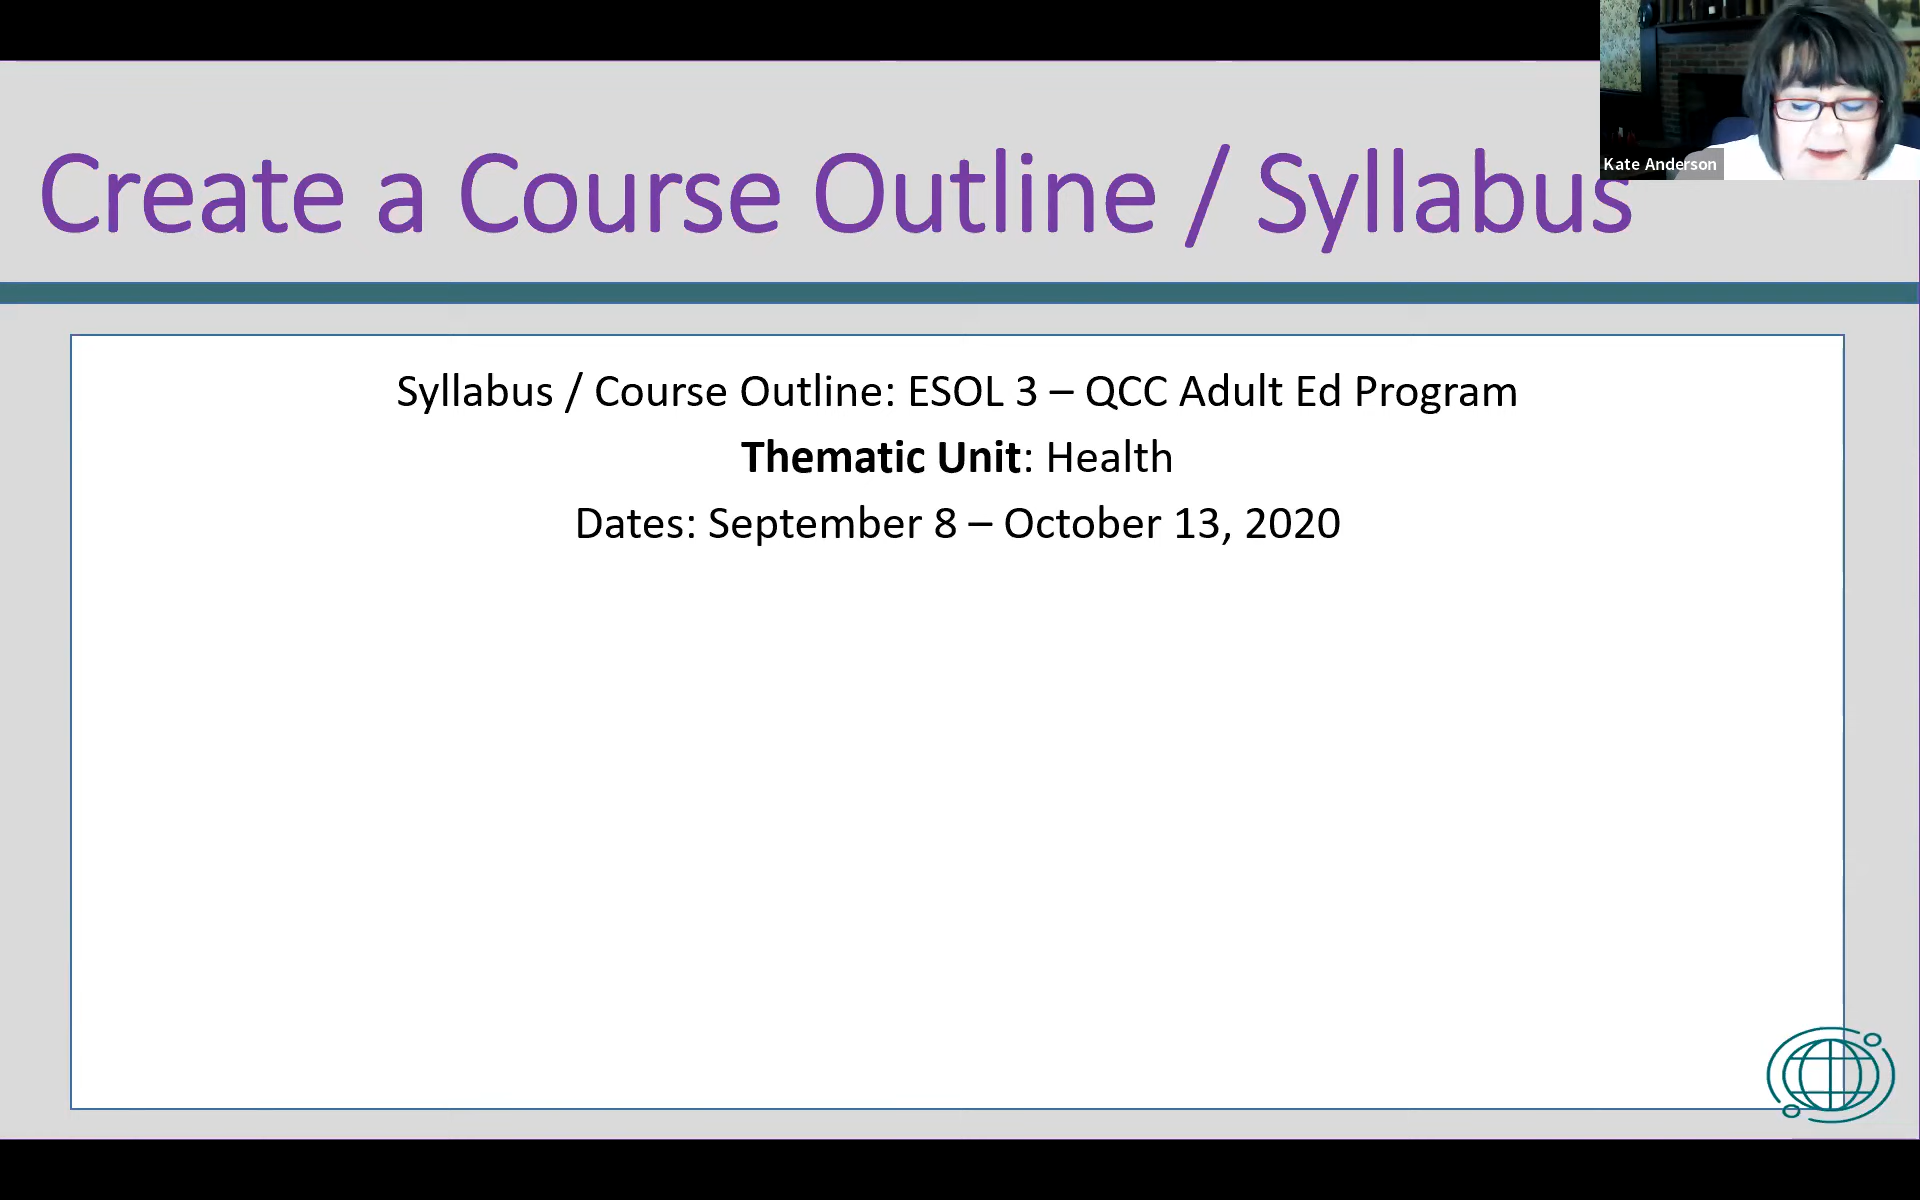 Create a Course Outline / Syllabus
Kate Anderson
Syllabus / Course Outline: ESOL 3 – QCC Adult Ed Program
Thematic Unit: Health
Dates: September 8 – October 13, 2020